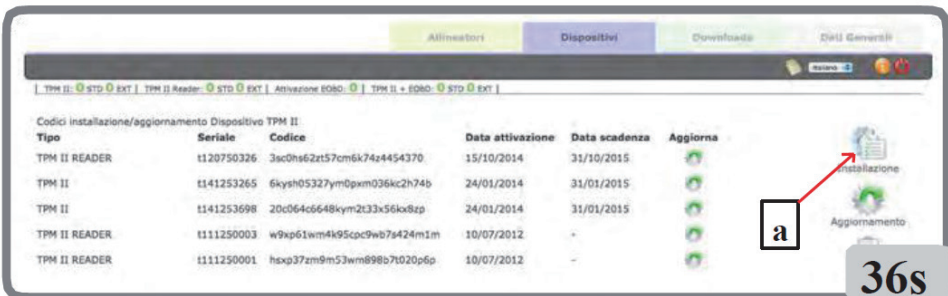 Allineatori Dispositivi Downloads Dati Generali
Italiano
| TPM II: 0 STD 0 EXT | TPM II Reader: 0 STD 0 EXT | Attivazione EOBD: 0 | TPM II + EOBD: 0 STD 0 EXT |
Codici installazione/aggiornamento Dispositivo TPM II
Tipo Seriale Codice Data attivazione Data scadenza Aggiorna
TPM II READER t120750326 3sc0hs62zt57cm6k74z4454370 15/10/2014 31/10/2015
TPM II t141253265 6kysh05327ym0pxm036kc2h74b 24/01/2014 31/01/2015
TPM II t141253698 20c064c6648kym2t33x56kx8zp 24/01/2014 31/01/2015
TPM II READER t111250003 w9xp61wm4k95cpc9wb7s424m1m 10/07/2012 -
TPM II READER t111250001 hsxp37zm9m53wm898b7t020p6p 10/07/2012 -
Installazione
Aggiornamento
a
36s